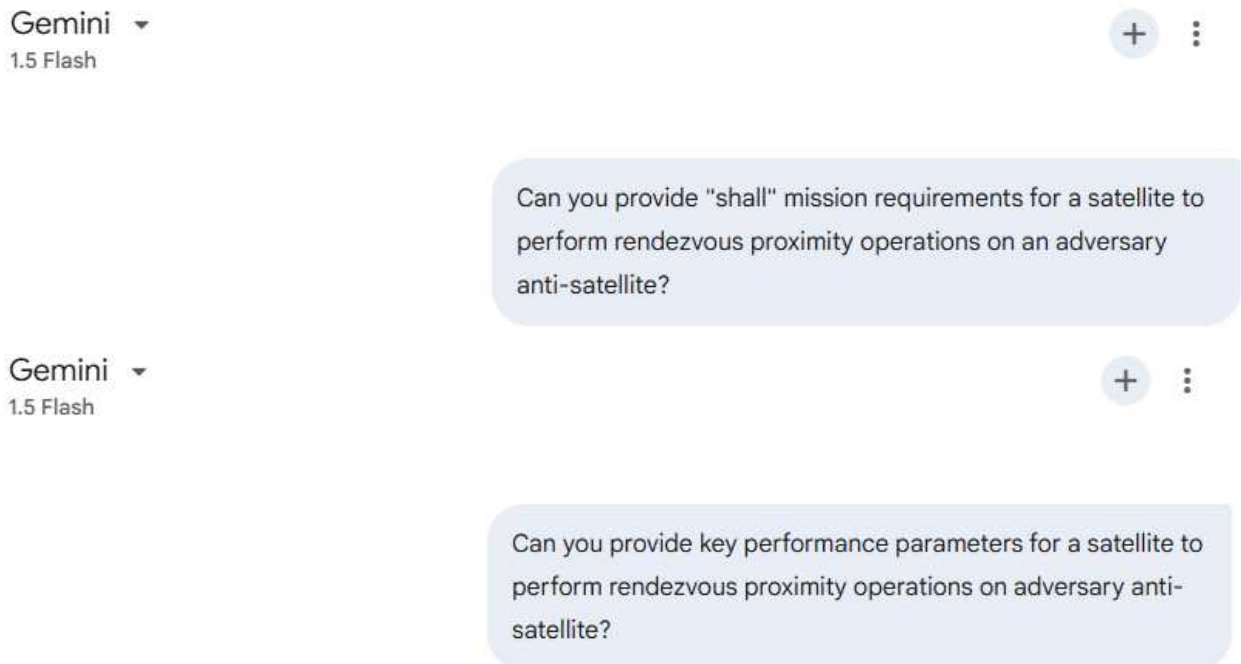 Gemini
1.5 Flash
Can you provide "shall" mission requirements for a satellite to
perform rendezvous proximity operations on an adversary
anti-satellite?
Gemini
1.5 Flash
Can you provide key performance parameters for a satellite to
perform rendezvous proximity operations on adversary anti-
satellite?